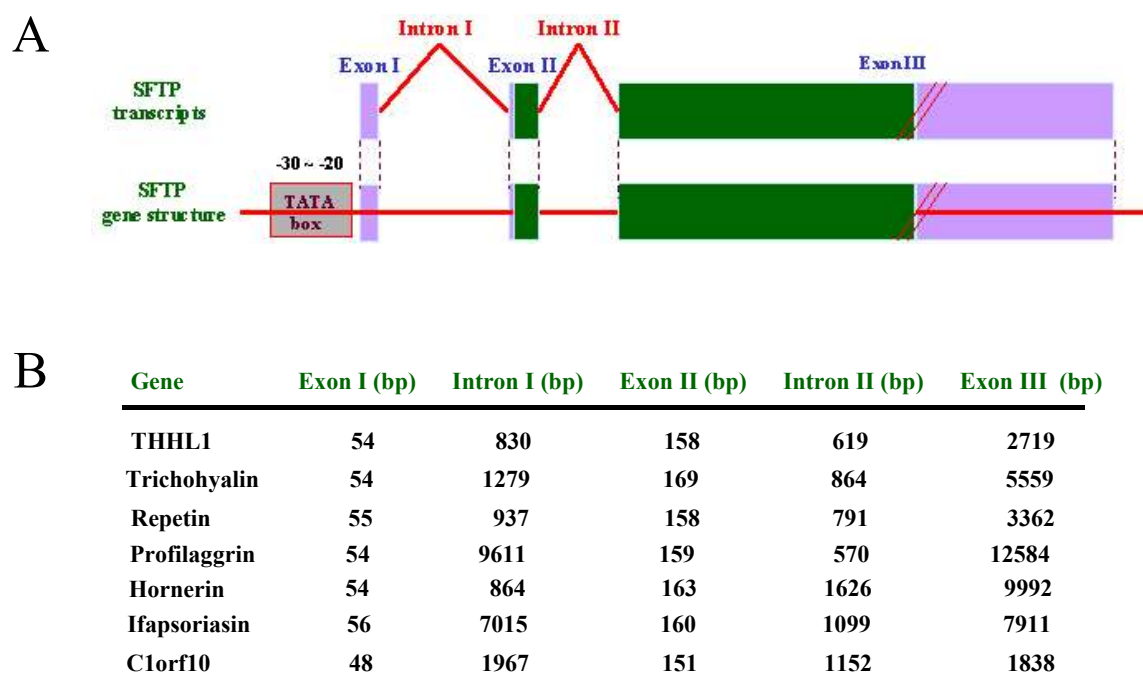 A
Intron I Intron II
Exon I Exon II Exon III
SFTP
transcripts
-30 ~ -20
SFTP
gene structure
TATA
box
B
Gene Exon I (bp) Intron I (bp) Exon II (bp) Intron II (bp) Exon III (bp)
THHL1 54 830 158 619 2719
Trichohyalin 54 1279 169 864 5559
Repetin 55 937 158 791 3362
Profilaggrin 54 9611 159 570 12584
Hornerin 54 864 163 1626 9992
Ifapsoriasin 56 7015 160 1099 7911
C1orf10 48 1967 151 1152 1838